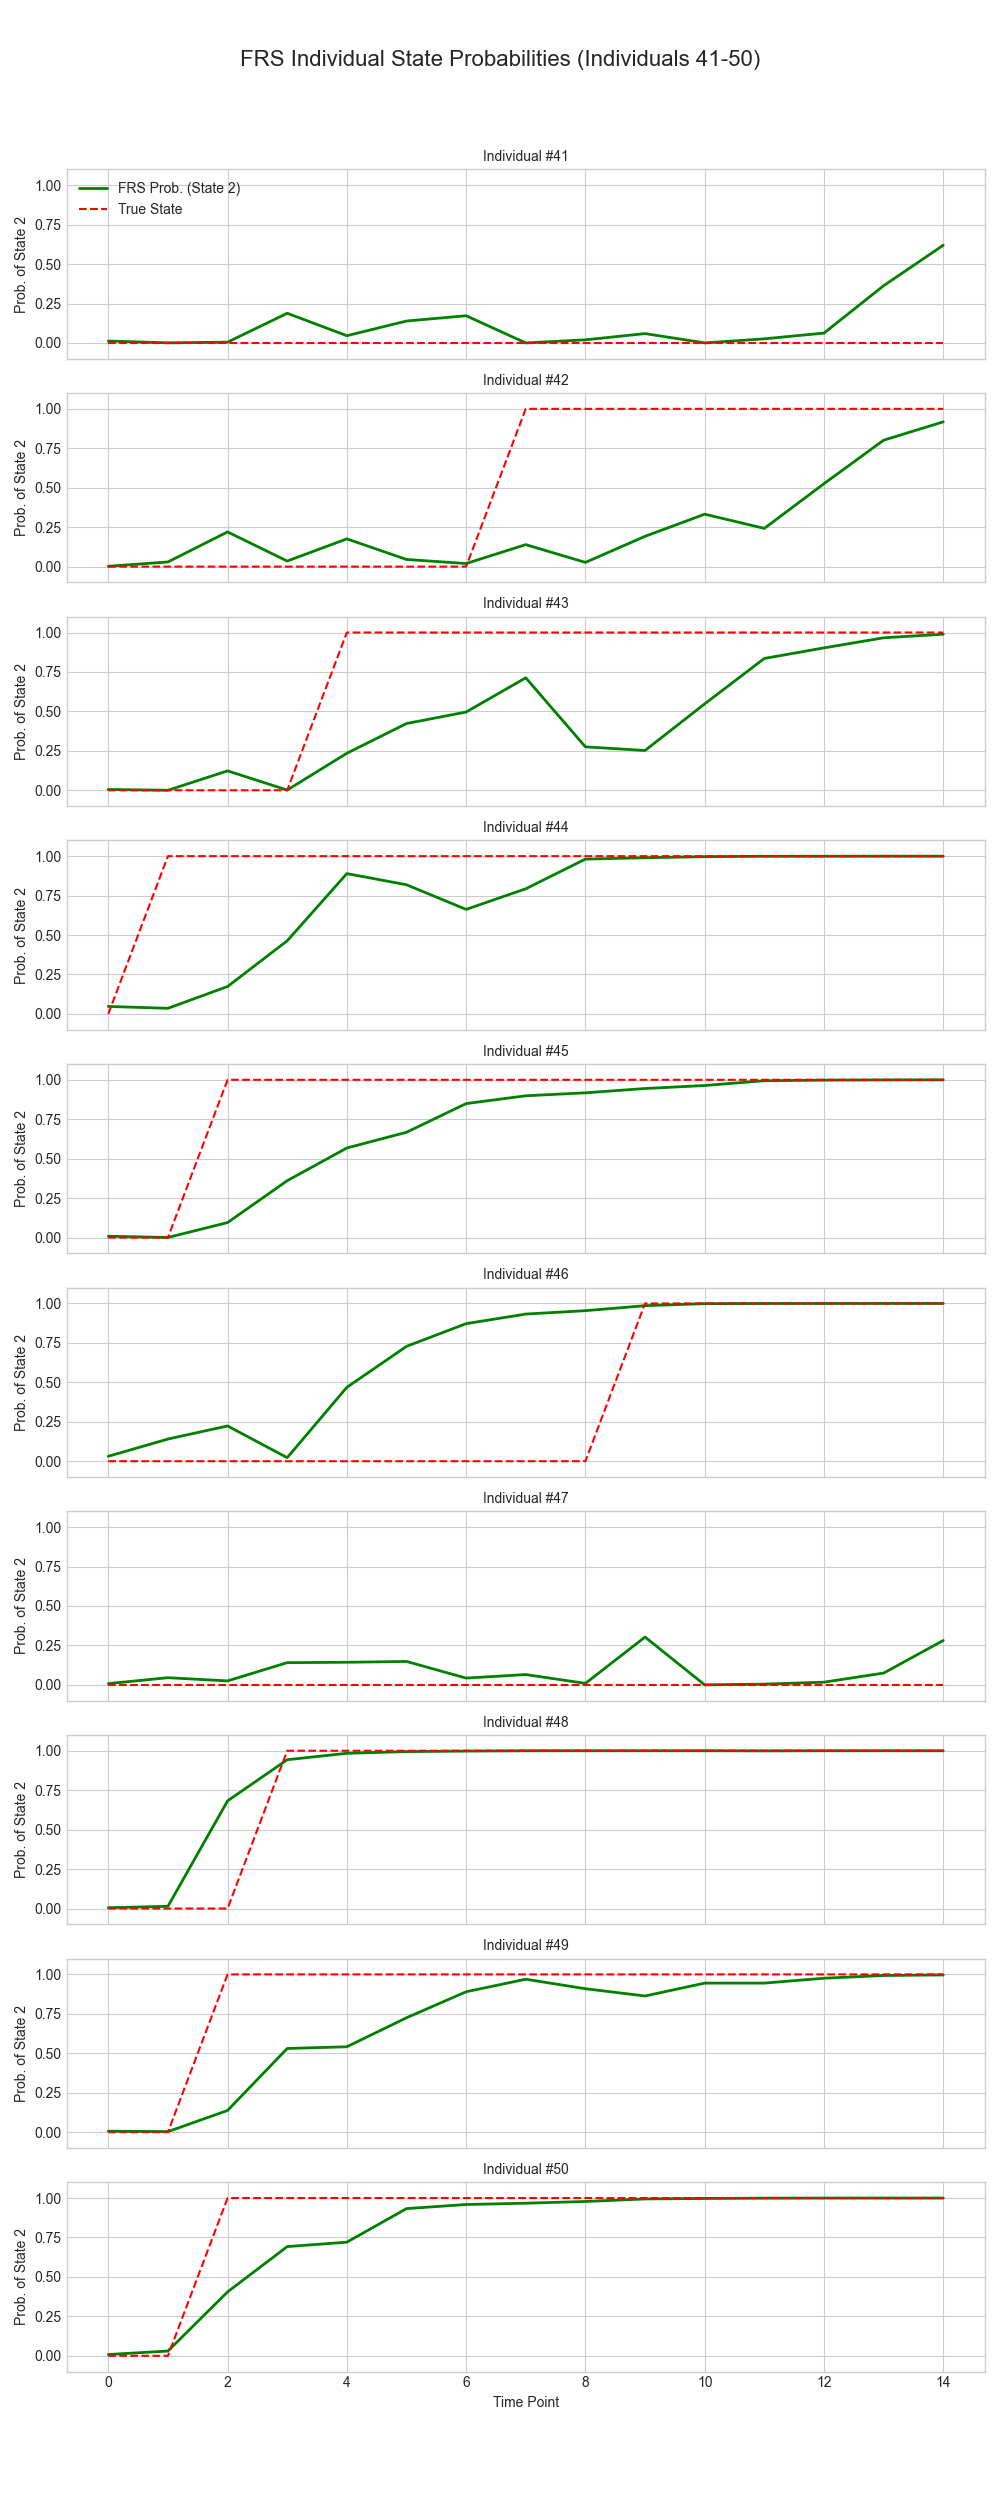 FRS Individual State Probabilities (Individuals 41-50)
Individual #41
FRS Prob. (State 2)
True State
Prob. of State 2
1.00
0.75
0.50
0.25
0.00
Individual #42
Prob. of State 2
1.00
0.75
0.50
0.25
0.00
Individual #43
Prob. of State 2
1.00
0.75
0.50
0.25
0.00
Individual #44
Prob. of State 2
1.00
0.75
0.50
0.25
0.00
Individual #45
Prob. of State 2
1.00
0.75
0.50
0.25
0.00
Individual #46
Prob. of State 2
1.00
0.75
0.50
0.25
0.00
Individual #47
Prob. of State 2
1.00
0.75
0.50
0.25
0.00
Individual #48
Prob. of State 2
1.00
0.75
0.50
0.25
0.00
Individual #49
Prob. of State 2
1.00
0.75
0.50
0.25
0.00
Individual #50
Prob. of State 2
1.00
0.75
0.50
0.25
0.00
0 2 4 6 8 10 12 14
Time Point